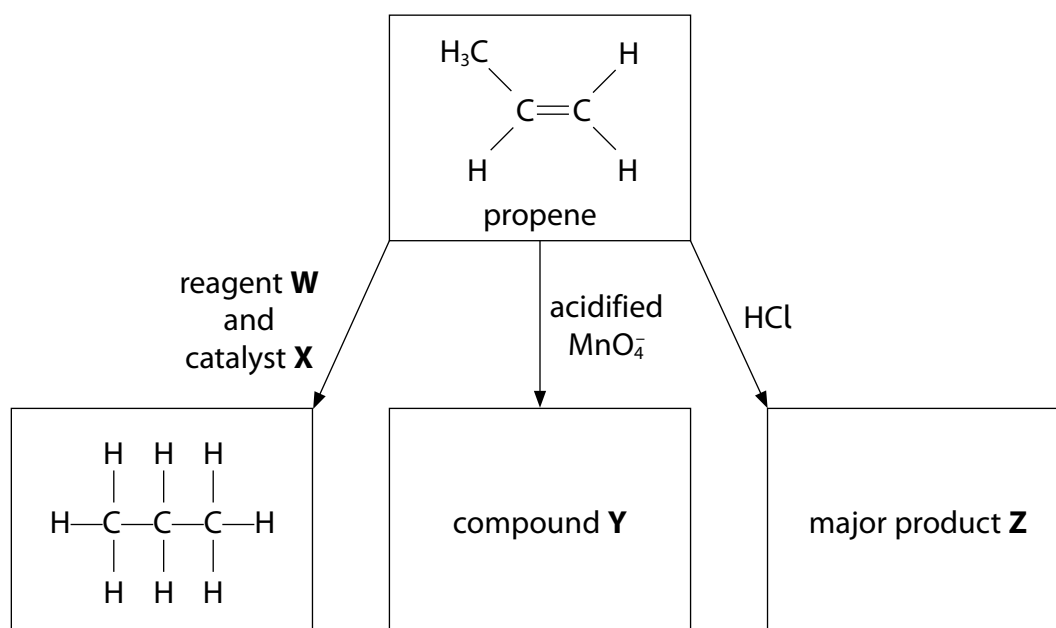 H₃C H
C=C
H H
propene
reagent W
and
catalyst X
acidified
MnO₄⁻
HCl
H H H
H—C—C—C—H
H H H
compound Y
major product Z